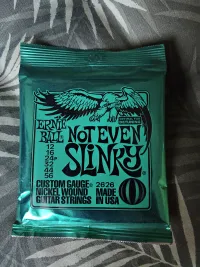 ERNIE BALL
NOT EVEN
SLINKY
12
16
24P
32
44
56
CUSTOM GAUGE® 2626
NICKEL WOUND
GUITAR STRINGS
MADE IN USA